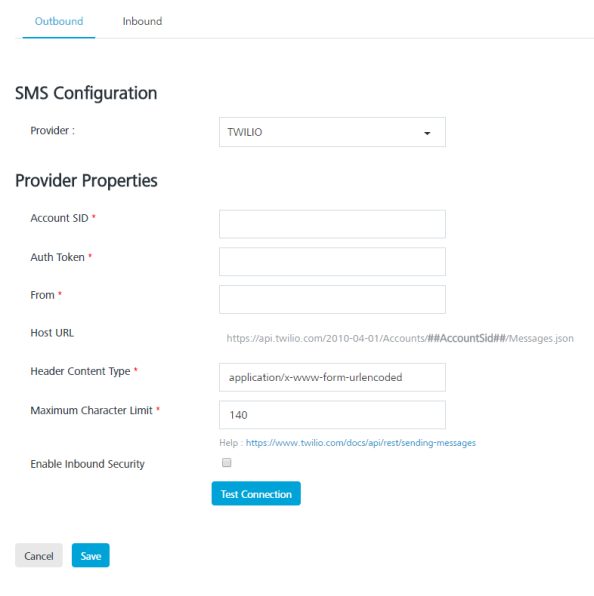 Outbound Inbound
SMS Configuration
Provider : TWILIO
Provider Properties
Account SID *
Auth Token *
From *
Host URL https://api.twilio.com/2010-04-01/Accounts/##AccountSid##/Messages.json
Header Content Type * application/x-www-form-urlencoded
Maximum Character Limit * 140
Help : https://www.twilio.com/docs/api/rest/sending-messages
Enable Inbound Security
Test Connection
Cancel Save